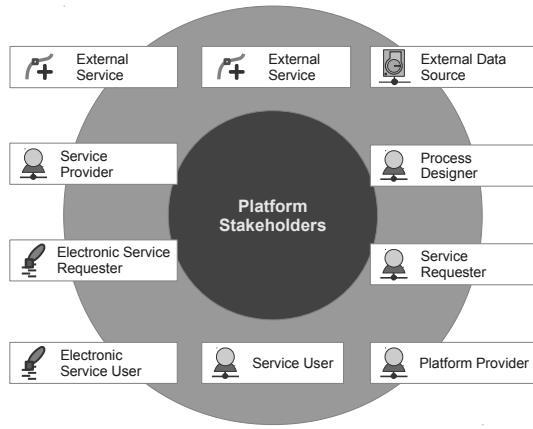 External
Service
External
Service
External Data
Source
Service
Provider
Process
Designer
Platform
Stakeholders
Electronic Service
Requester
Service
Requester
Electronic
Service User
Service User
Platform Provider